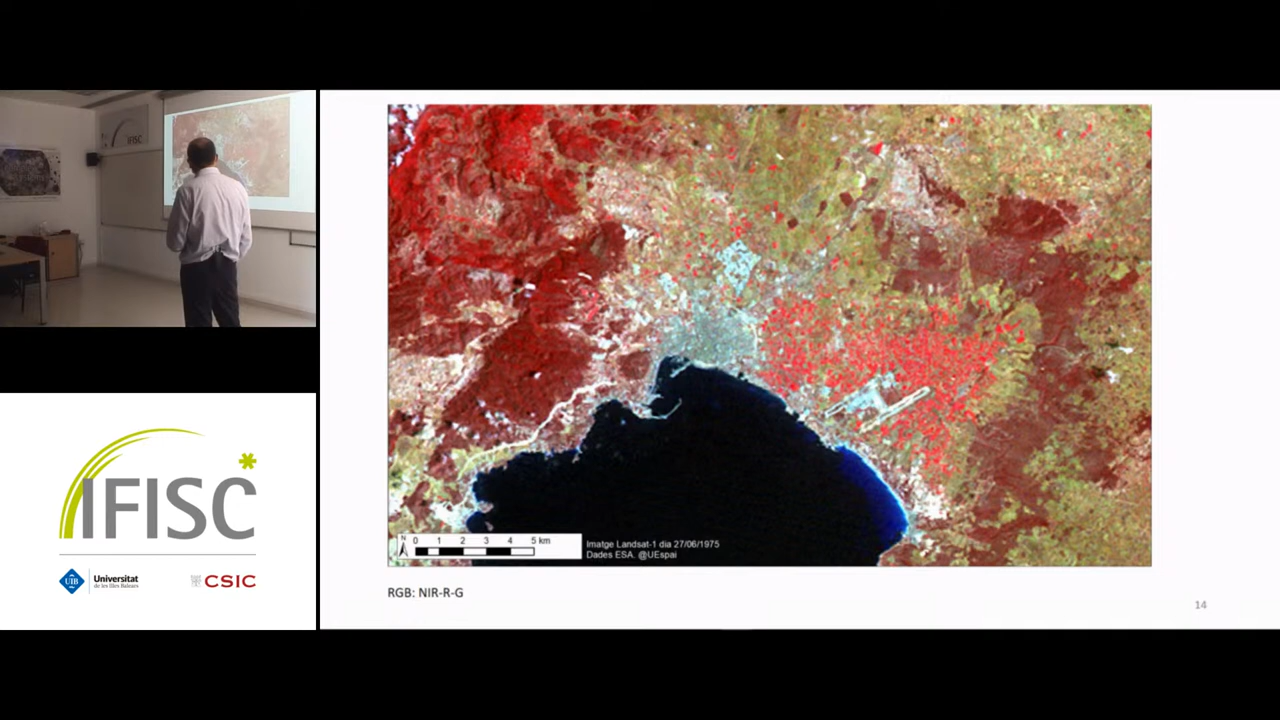 IFISC
IFISC
UIB
Universitat
de les Illes Balears
CSIC
N
0 1 2 3 4 5 km
Imatge Landsat-1 dia 27/06/1975
Dades ESA. @UEspai
RGB: NIR-R-G
14